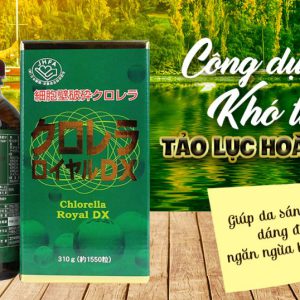 JHFA
細胞壁破砕クロレラ
クロレラ
ロイヤルDX
Chlorella
Royal DX
310g (約1550粒)
Công dụ
Khó t
TẢO LỤC HOÀ
Giúp da sán
dáng đ
ngăn ngừa